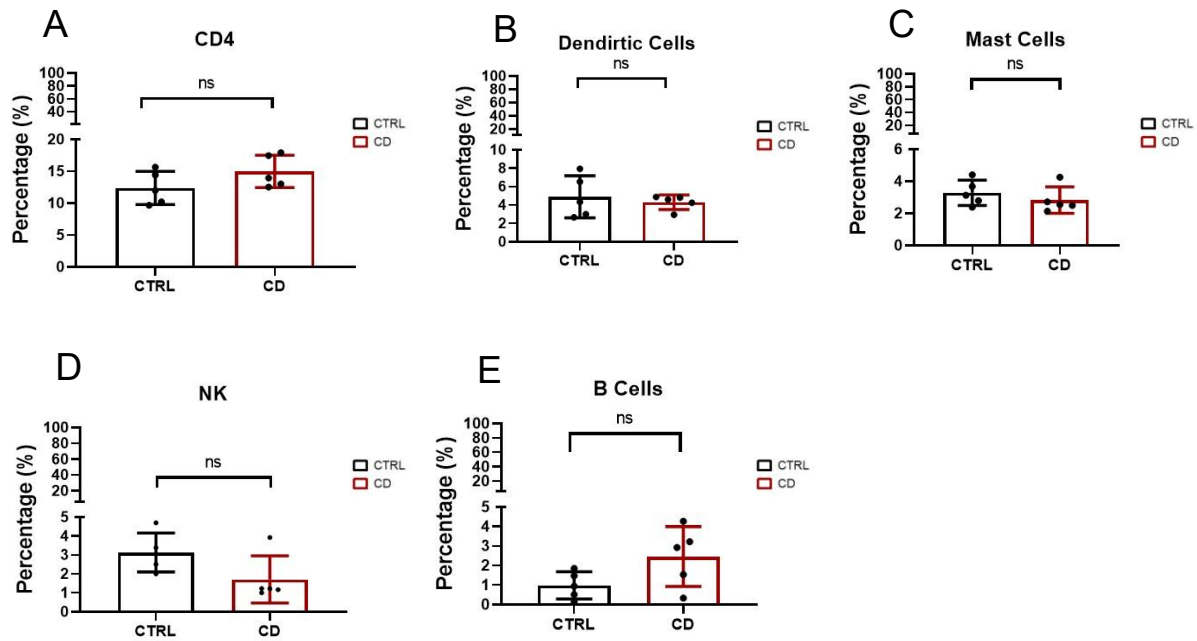 A
CD4
Percentage (%)
100
80
60
40
20
15
10
5
0
ns
CTRL
CD
CTRL
CD
B
Dendirtic Cells
Percentage (%)
100
80
60
40
20
10
8
6
4
2
0
ns
CTRL
CD
CTRL
CD
C
Mast Cells
Percentage (%)
100
80
60
40
20
6
4
2
0
ns
CTRL
CD
CTRL
CD
D
NK
Percentage (%)
100
80
60
40
20
5
4
3
2
1
0
ns
CTRL
CD
CTRL
CD
E
B Cells
Percentage (%)
100
80
60
40
20
5
4
3
2
1
0
ns
CTRL
CD
CTRL
CD